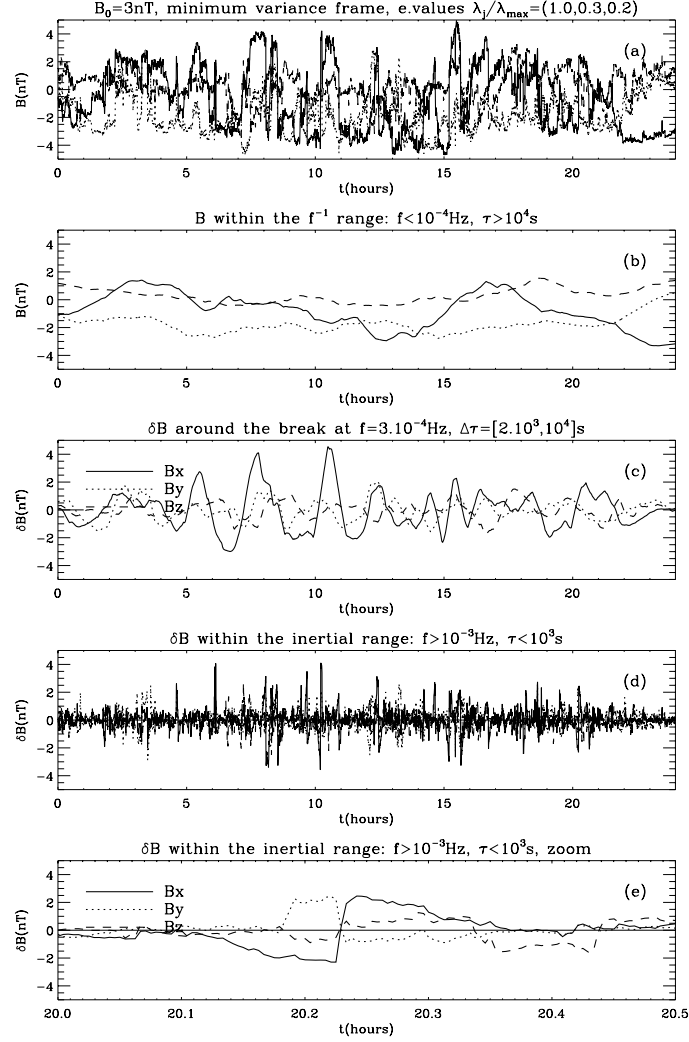 B₀=3nT, minimum variance frame, e.values λⱼ/λₘₐₓ=(1.0,0.3,0.2)
(a)
B(nT)
4
2
0
-2
-4
0 5 10 15 20
t(hours)
B within the f⁻¹ range: f<10⁻⁴Hz, τ>10⁴s
(b)
B(nT)
4
2
0
-2
-4
0 5 10 15 20
t(hours)
δB around the break at f=3.10⁻⁴Hz, Δτ=[2.10³,10⁴]s
(c)
Bx
By
Bz
δB(nT)
4
2
0
-2
-4
0 5 10 15 20
t(hours)
δB within the inertial range: f>10⁻³Hz, τ<10³s
(d)
δB(nT)
4
2
0
-2
-4
0 5 10 15 20
t(hours)
δB within the inertial range: f>10⁻³Hz, τ<10³s, zoom
(e)
Bx
By
Bz
δB(nT)
4
2
0
-2
-4
20.0 20.1 20.2 20.3 20.4 20.5
t(hours)